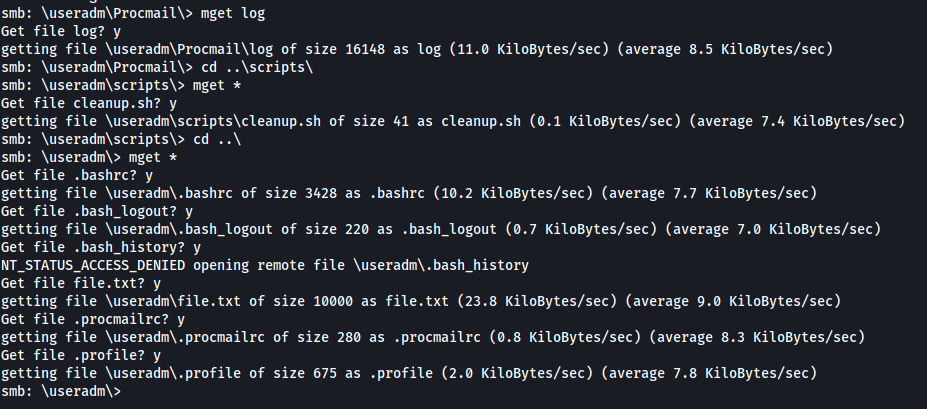 smb: \useradm\Procmail\> mget log
Get file log? y
getting file \useradm\Procmail\log of size 16148 as log (11.0 KiloBytes/sec) (average 8.5 KiloBytes/sec)
smb: \useradm\Procmail\> cd ..\scripts\
smb: \useradm\scripts\> mget *
Get file cleanup.sh? y
getting file \useradm\scripts\cleanup.sh of size 41 as cleanup.sh (0.1 KiloBytes/sec) (average 7.4 KiloBytes/sec)
smb: \useradm\scripts\> cd ..\
smb: \useradm\> mget *
Get file .bashrc? y
getting file \useradm\.bashrc of size 3428 as .bashrc (10.2 KiloBytes/sec) (average 7.7 KiloBytes/sec)
Get file .bash_logout? y
getting file \useradm\.bash_logout of size 220 as .bash_logout (0.7 KiloBytes/sec) (average 7.0 KiloBytes/sec)
Get file .bash_history? y
NT_STATUS_ACCESS_DENIED opening remote file \useradm\.bash_history
Get file file.txt? y
getting file \useradm\file.txt of size 10000 as file.txt (23.8 KiloBytes/sec) (average 9.0 KiloBytes/sec)
Get file .procmailrc? y
getting file \useradm\.procmailrc of size 280 as .procmailrc (0.8 KiloBytes/sec) (average 8.3 KiloBytes/sec)
Get file .profile? y
getting file \useradm\.profile of size 675 as .profile (2.0 KiloBytes/sec) (average 7.8 KiloBytes/sec)
smb: \useradm\>